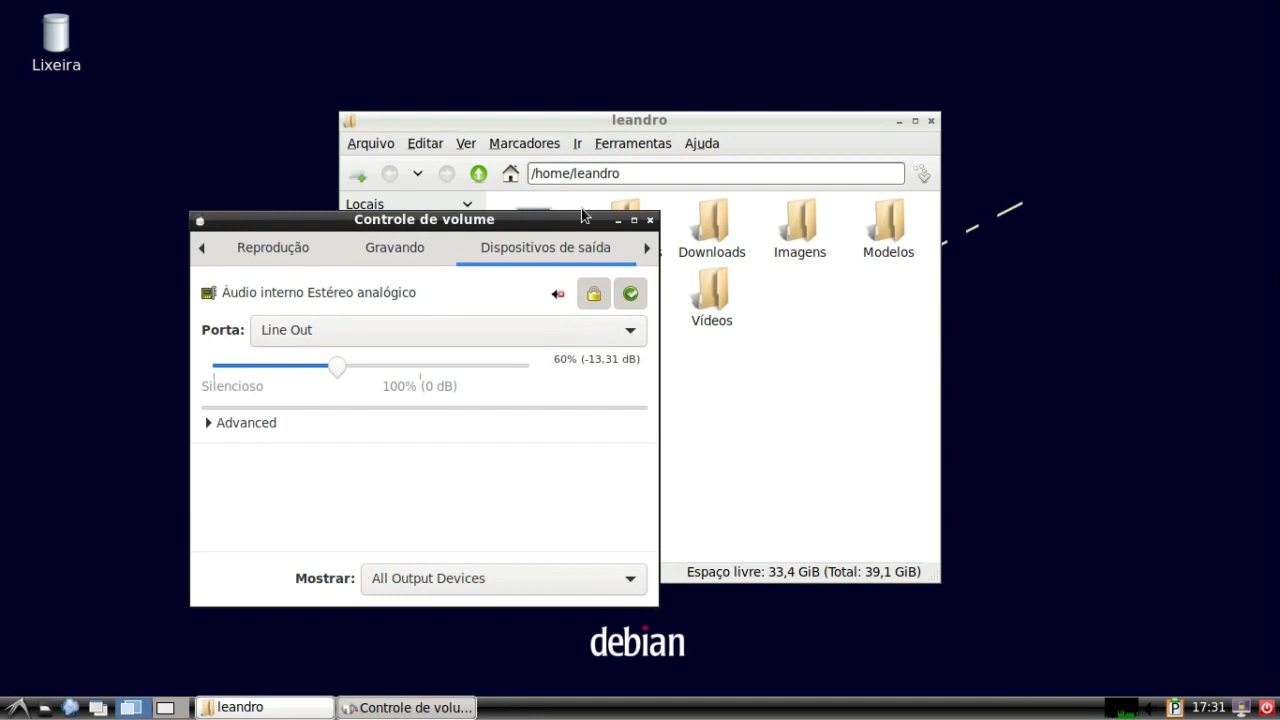 Lixeira
leandro
Arquivo Editar Ver Marcadores Ir Ferramentas Ajuda
/home/leandro
Locais
Downloads Imagens Modelos
Vídeos
Espaço livre: 33,4 GiB (Total: 39,1 GiB)
Controle de volume
Reprodução Gravando Dispositivos de saída
Áudio interno Estéreo analógico
Porta: Line Out
60% (-13,31 dB)
Silencioso 100% (0 dB)
Advanced
Mostrar: All Output Devices
debian
leandro Controle de volu... P 17:31